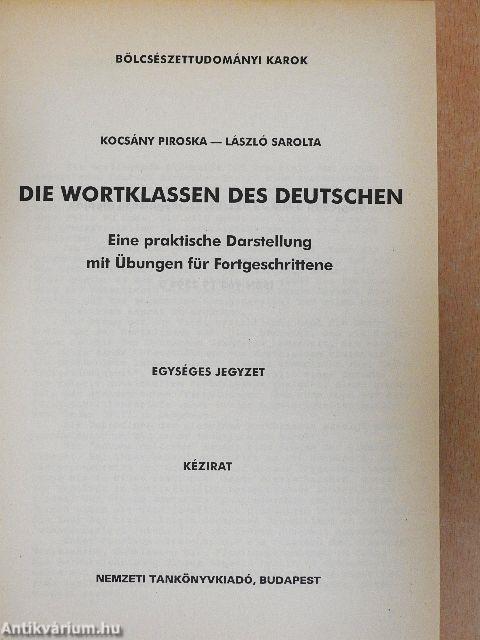 BÖLCSÉSZETTUDOMÁNYI KAROK
KOCSÁNY PIROSKA — LÁSZLÓ SAROLTA
DIE WORTKLASSEN DES DEUTSCHEN
Eine praktische Darstellung
mit Übungen für Fortgeschrittene
EGYSÉGES JEGYZET
KÉZIRAT
NEMZETI TANKÖNYVKIADÓ, BUDAPEST
Antikvárium.hu